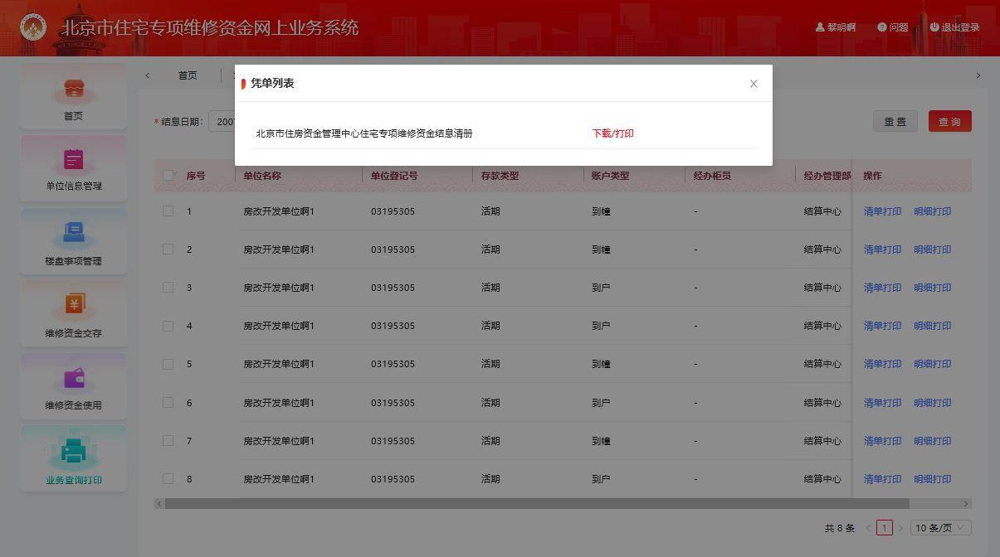 北京市住宅专项维修资金网上业务系统
黎明啊 问题 退出登录
首页
凭单列表
*结息日期： 2007
重 置 查 询
北京市住房资金管理中心住宅专项维修资金结息清册 下载/打印
首页
单位信息管理
楼盘事项管理
维修资金交存
维修资金使用
业务查询打印
序号 单位名称 单位登记号 存款类型 账户类型 经办柜员 经办管理部 操作
1 房改开发单位啊1 03195305 活期 到幢 - 结算中心 清单打印 明细打印
2 房改开发单位啊1 03195305 活期 到幢 - 结算中心 清单打印 明细打印
3 房改开发单位啊1 03195305 活期 到户 - 结算中心 清单打印 明细打印
4 房改开发单位啊1 03195305 活期 到户 - 结算中心 清单打印 明细打印
5 房改开发单位啊1 03195305 活期 到幢 - 结算中心 清单打印 明细打印
6 房改开发单位啊1 03195305 活期 到户 - 结算中心 清单打印 明细打印
7 房改开发单位啊1 03195305 活期 到幢 - 结算中心 清单打印 明细打印
8 房改开发单位啊1 03195305 活期 到户 - 结算中心 清单打印 明细打印
共 8 条 1 10 条/页